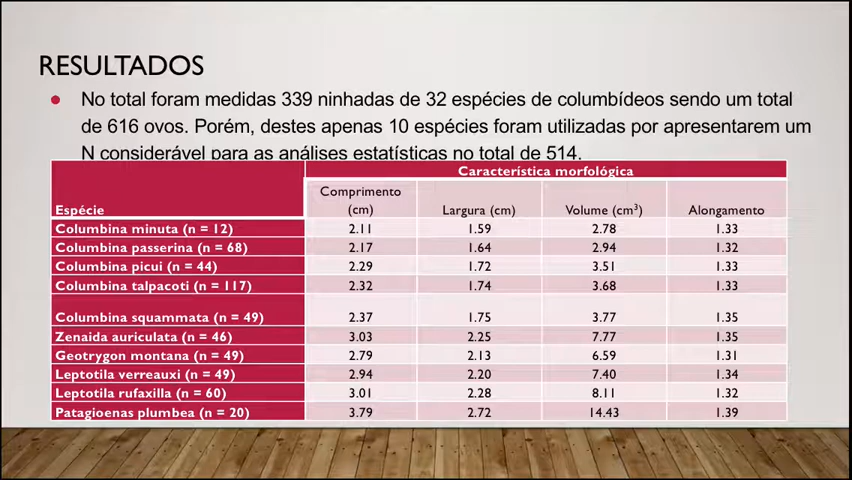 RESULTADOS
● No total foram medidas 339 ninhadas de 32 espécies de columbídeos sendo um total
de 616 ovos. Porém, destes apenas 10 espécies foram utilizadas por apresentarem um
N considerável para as análises estatísticas no total de 514.
Característica morfológica
Espécie Comprimento (cm) Largura (cm) Volume (cm³) Alongamento
Columbina minuta (n = 12) 2.11 1.59 2.78 1.33
Columbina passerina (n = 68) 2.17 1.64 2.94 1.32
Columbina picui (n = 44) 2.29 1.72 3.51 1.33
Columbina talpacoti (n = 117) 2.32 1.74 3.68 1.33
Columbina squammata (n = 49) 2.37 1.75 3.77 1.35
Zenaida auriculata (n = 46) 3.03 2.25 7.77 1.35
Geotrygon montana (n = 49) 2.79 2.13 6.59 1.31
Leptotila verreauxi (n = 49) 2.94 2.20 7.40 1.34
Leptotila rufaxilla (n = 60) 3.01 2.28 8.11 1.32
Patagioenas plumbea (n = 20) 3.79 2.72 14.43 1.39